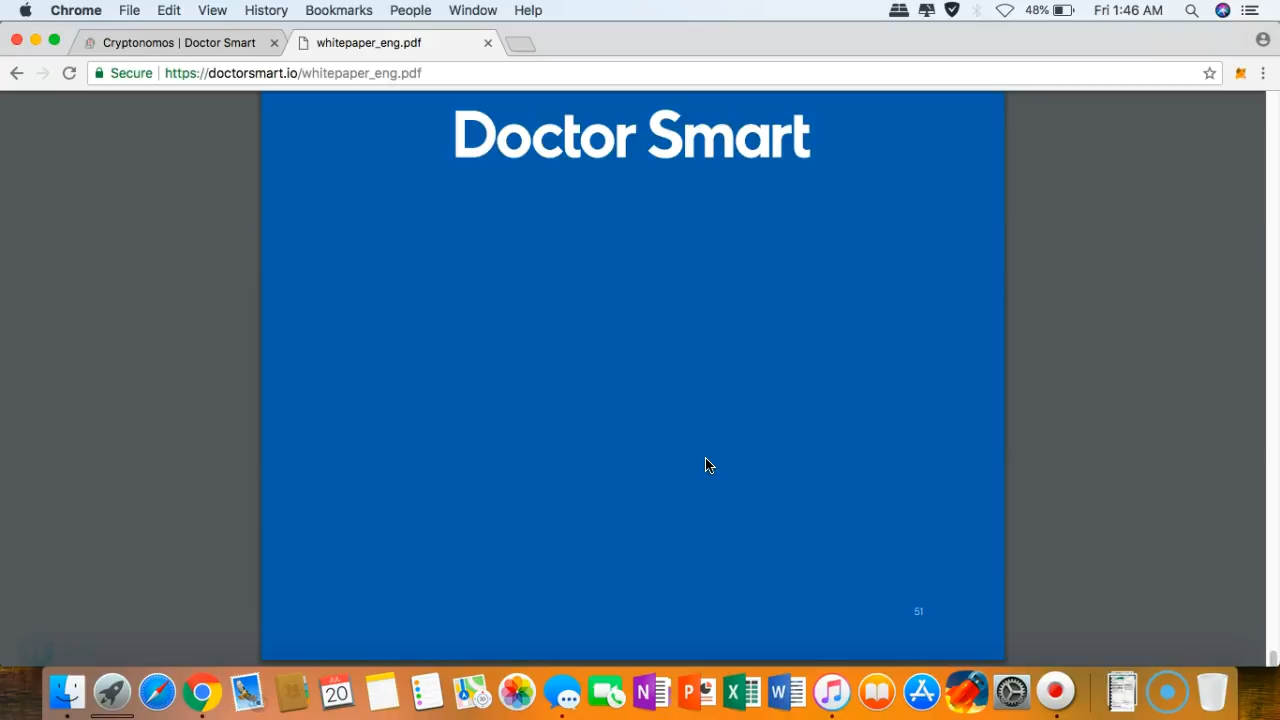 Chrome File Edit View History Bookmarks People Window Help 48% Fri 1:46 AM
Cryptonomos | Doctor Smart whitepaper_eng.pdf
Secure https://doctorsmart.io/whitepaper_eng.pdf
Doctor Smart
51
JUL
20
N P X W